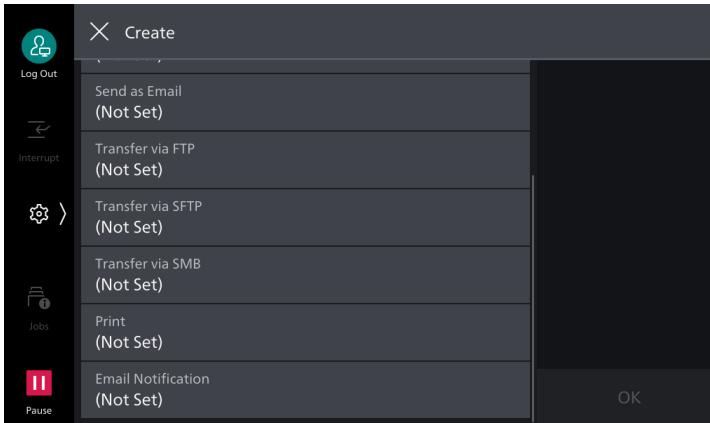 Create
Log Out
Send as Email
(Not Set)
Transfer via FTP
(Not Set)
Interrupt
Transfer via SFTP
(Not Set)
Transfer via SMB
(Not Set)
Print
(Not Set)
Jobs
Email Notification
(Not Set)
OK
Pause